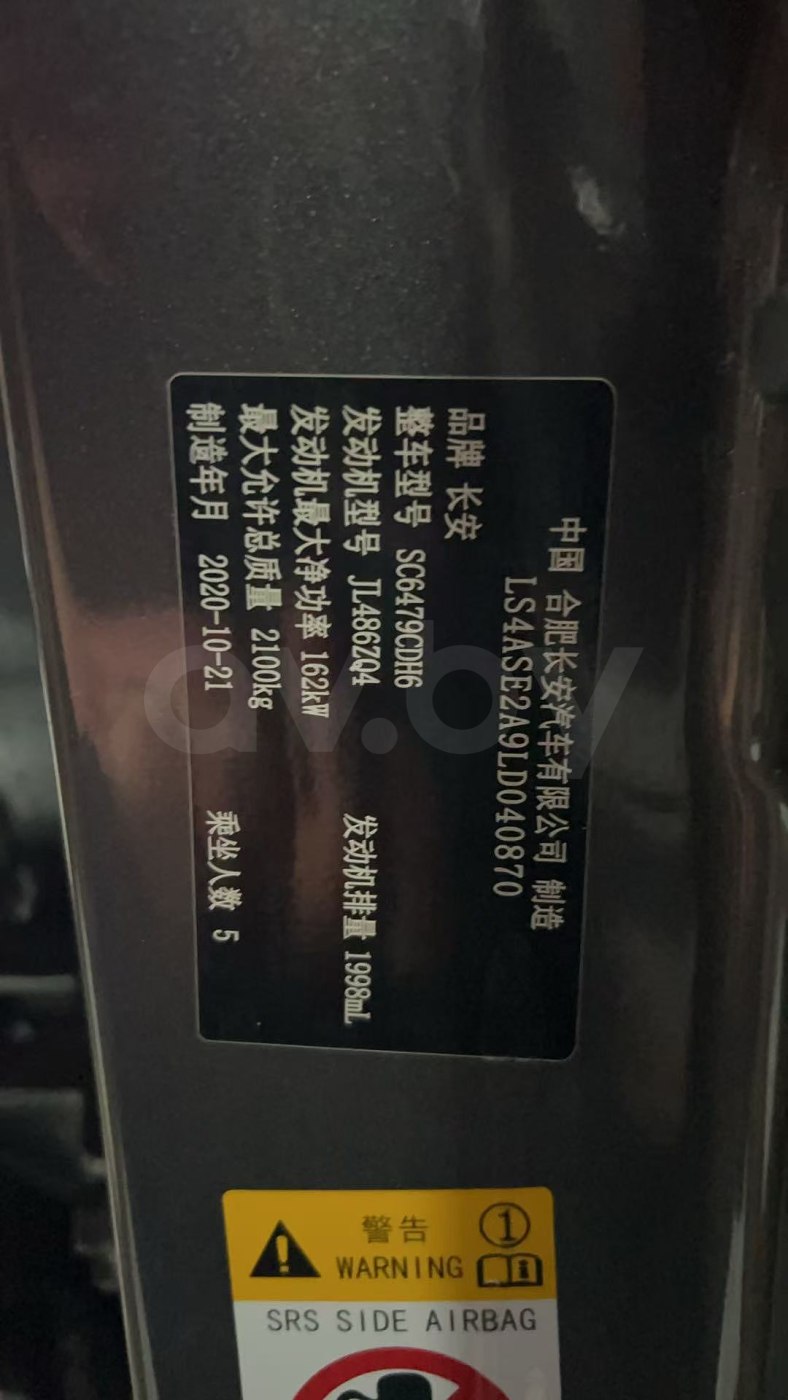 中国 合肥长安汽车有限公司 制造
LS4ASE2A9LD040870
品牌 长安
整车型号 SC6479CDH6
发动机型号 JL486ZQ4 发动机排量 1998mL
发动机最大净功率 162kW
最大允许总质量 2100kg
制造年月 2020-10-21 乘坐人数 5
av.by
警告 1
WARNING i
SRS SIDE AIRBAG